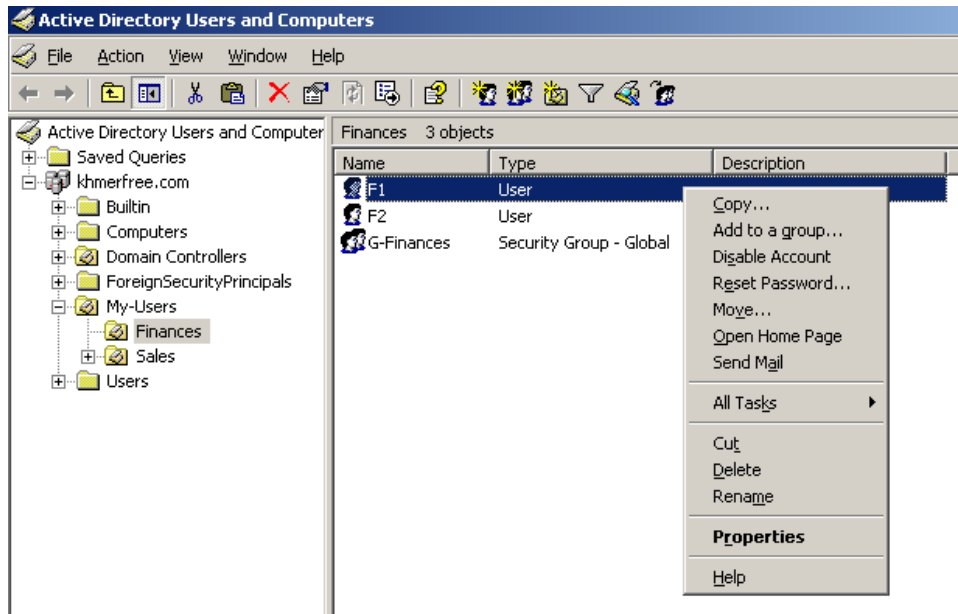 Active Directory Users and Computers
File Action View Window Help
Active Directory Users and Computer
Saved Queries
khmerfree.com
Builtin
Computers
Domain Controllers
ForeignSecurityPrincipals
My-Users
Finances
Sales
Users
Finances 3 objects
Name Type Description
F1 User
F2 User
G-Finances Security Group - Global
Copy...
Add to a group...
Disable Account
Reset Password...
Move...
Open Home Page
Send Mail
All Tasks
Cut
Delete
Rename
Properties
Help